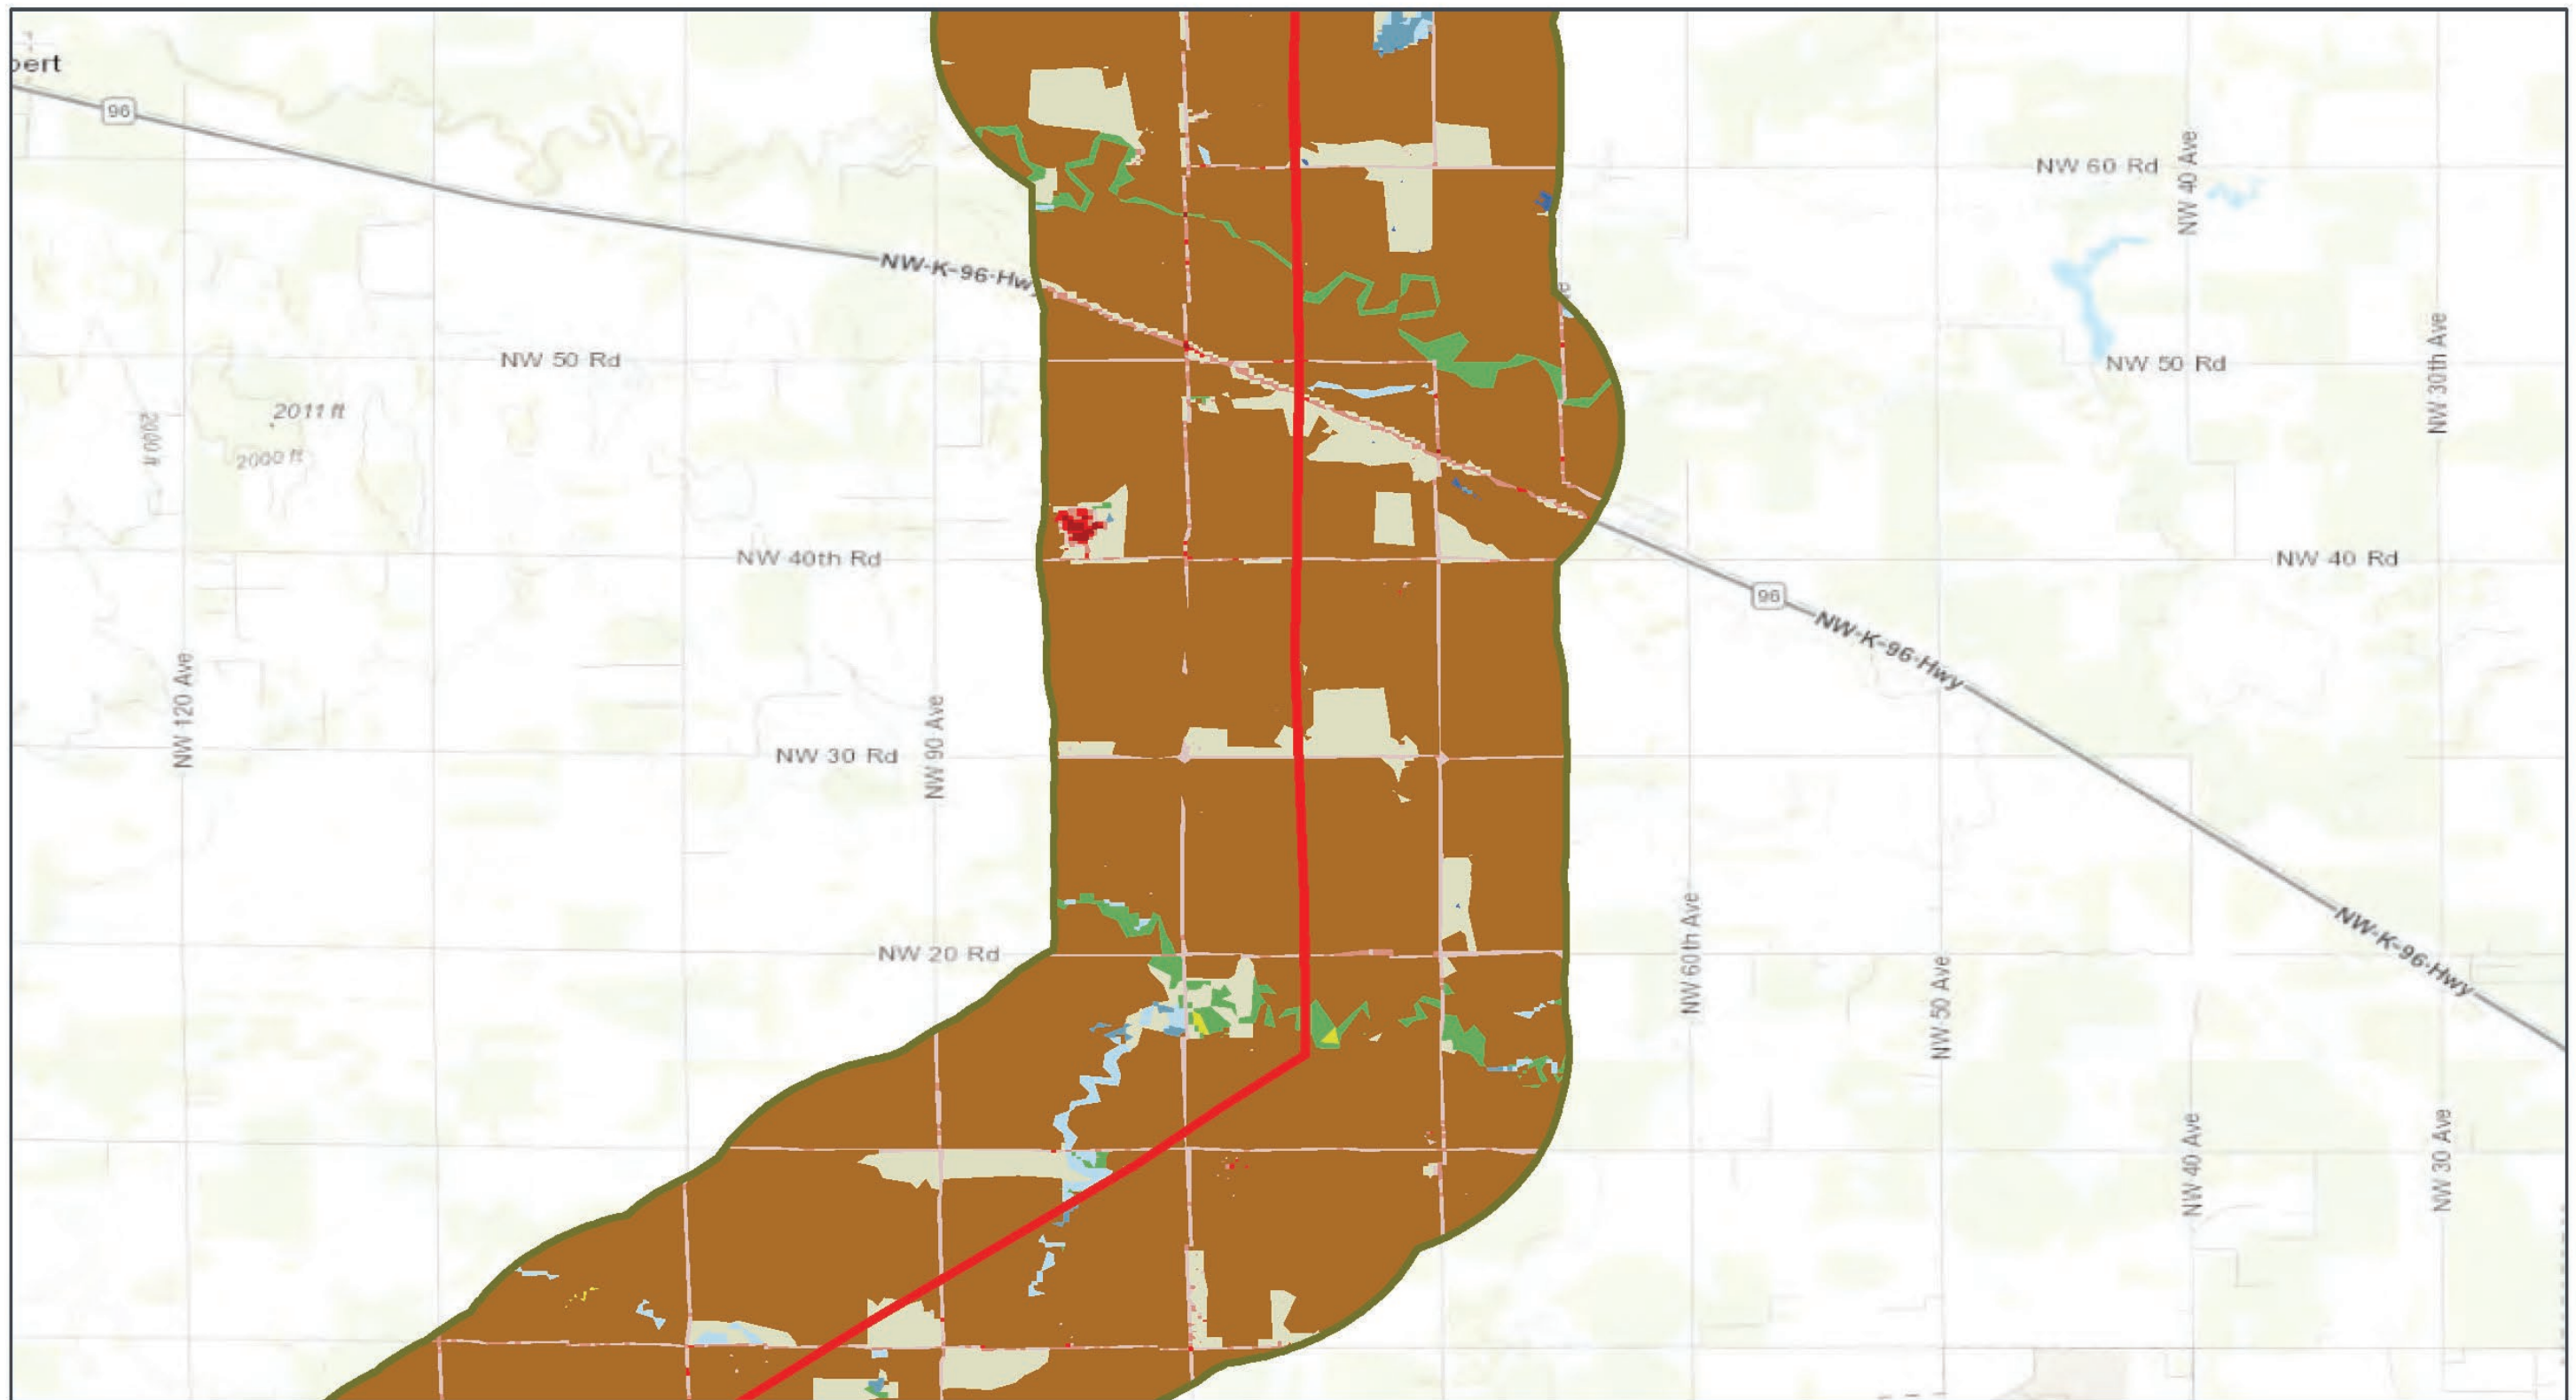 bert
96
NW 60 Rd
NW 40 Ave
NW-K-96-Hwy
NW 50 Rd
NW 50 Rd
NW 30th Ave
2011 ft
2000 ft
2000 ft
NW 40th Rd
NW 40 Rd
96
NW-K-96-Hwy
NW 120 Ave
NW 90 Ave
NW 30 Rd
NW 60th Ave
NW-K-96-Hwy
NW 20 Rd
NW 50 Ave
NW 40 Ave
NW 30 Ave